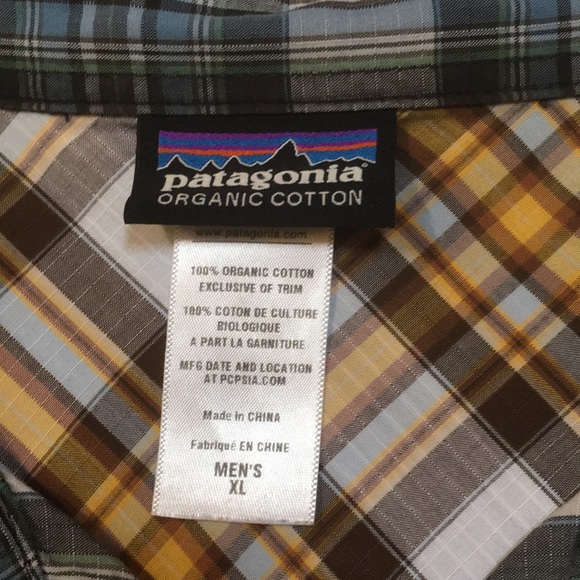 patagonia®
ORGANIC COTTON
www.patagonia.com
100% ORGANIC COTTON
EXCLUSIVE OF TRIM
100% COTON DE CULTURE
BIOLOGIQUE
A PART LA GARNITURE
MFG DATE AND LOCATION
AT PCPSIA.COM
Made in CHINA
Fabriqué EN CHINE
MEN'S
XL